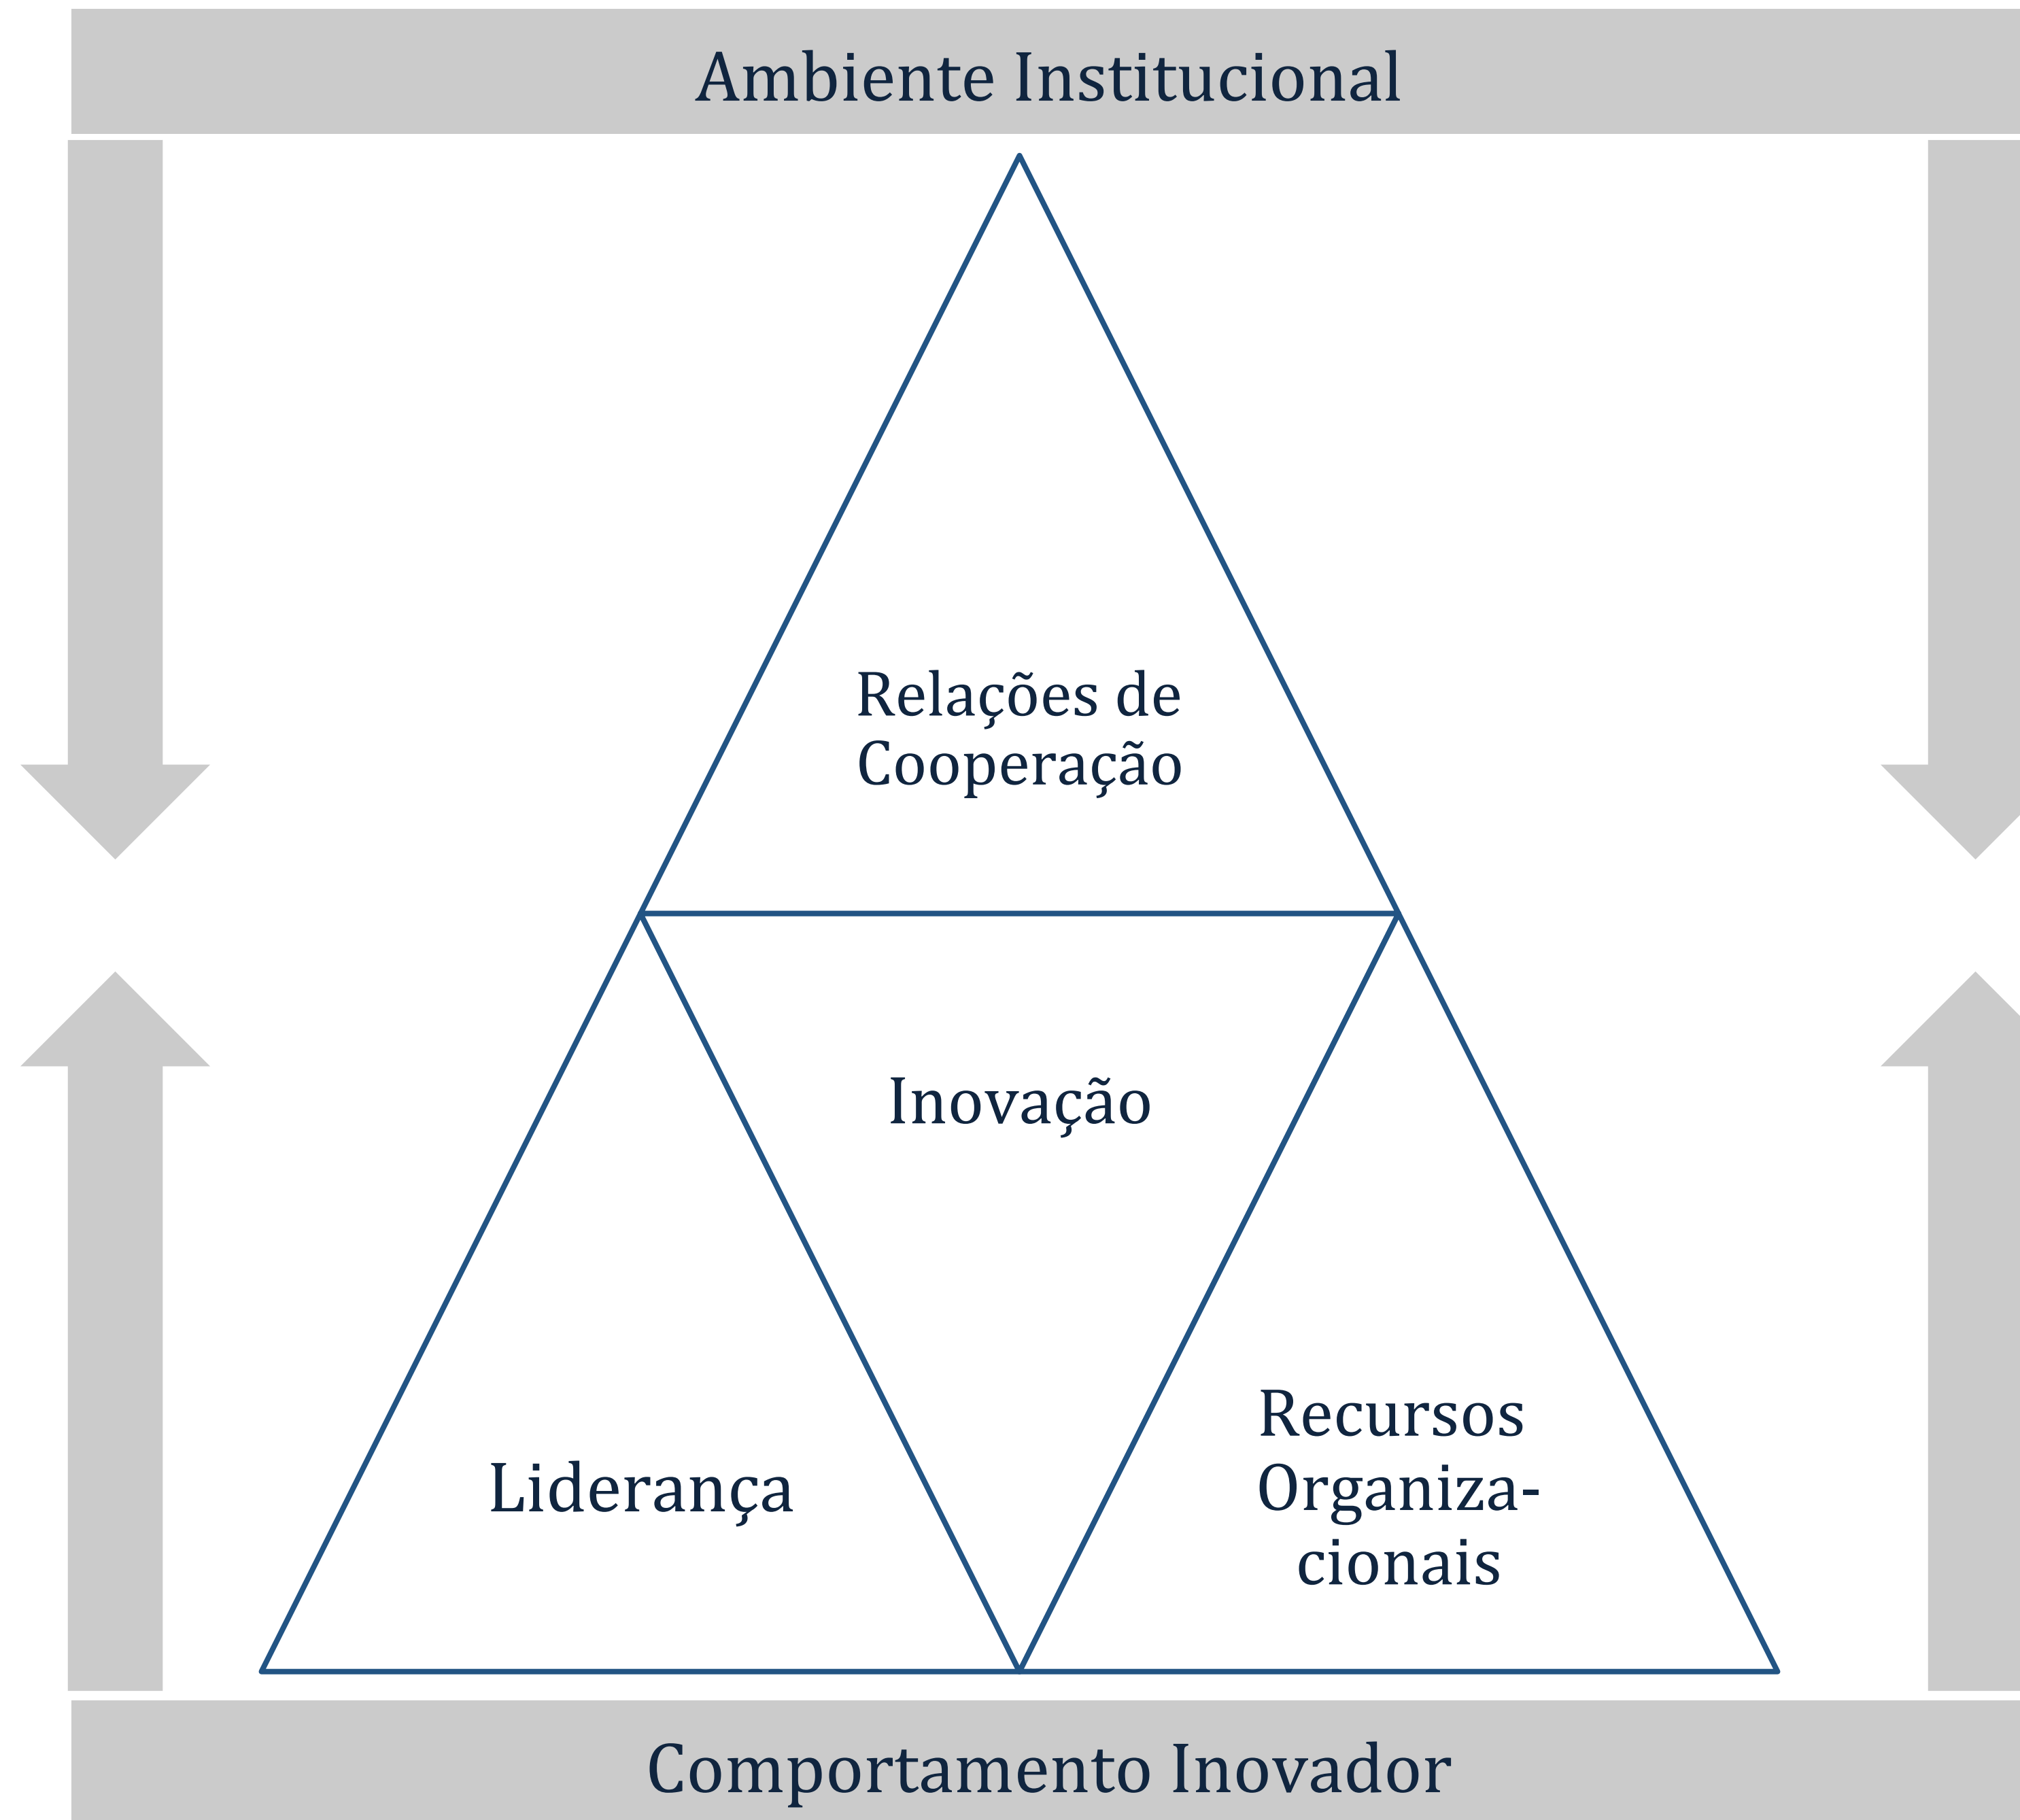 Ambiente Institucional
Relações de
Cooperação
Inovação
Liderança
Recursos
Organiza-
cionais
Comportamento Inovador